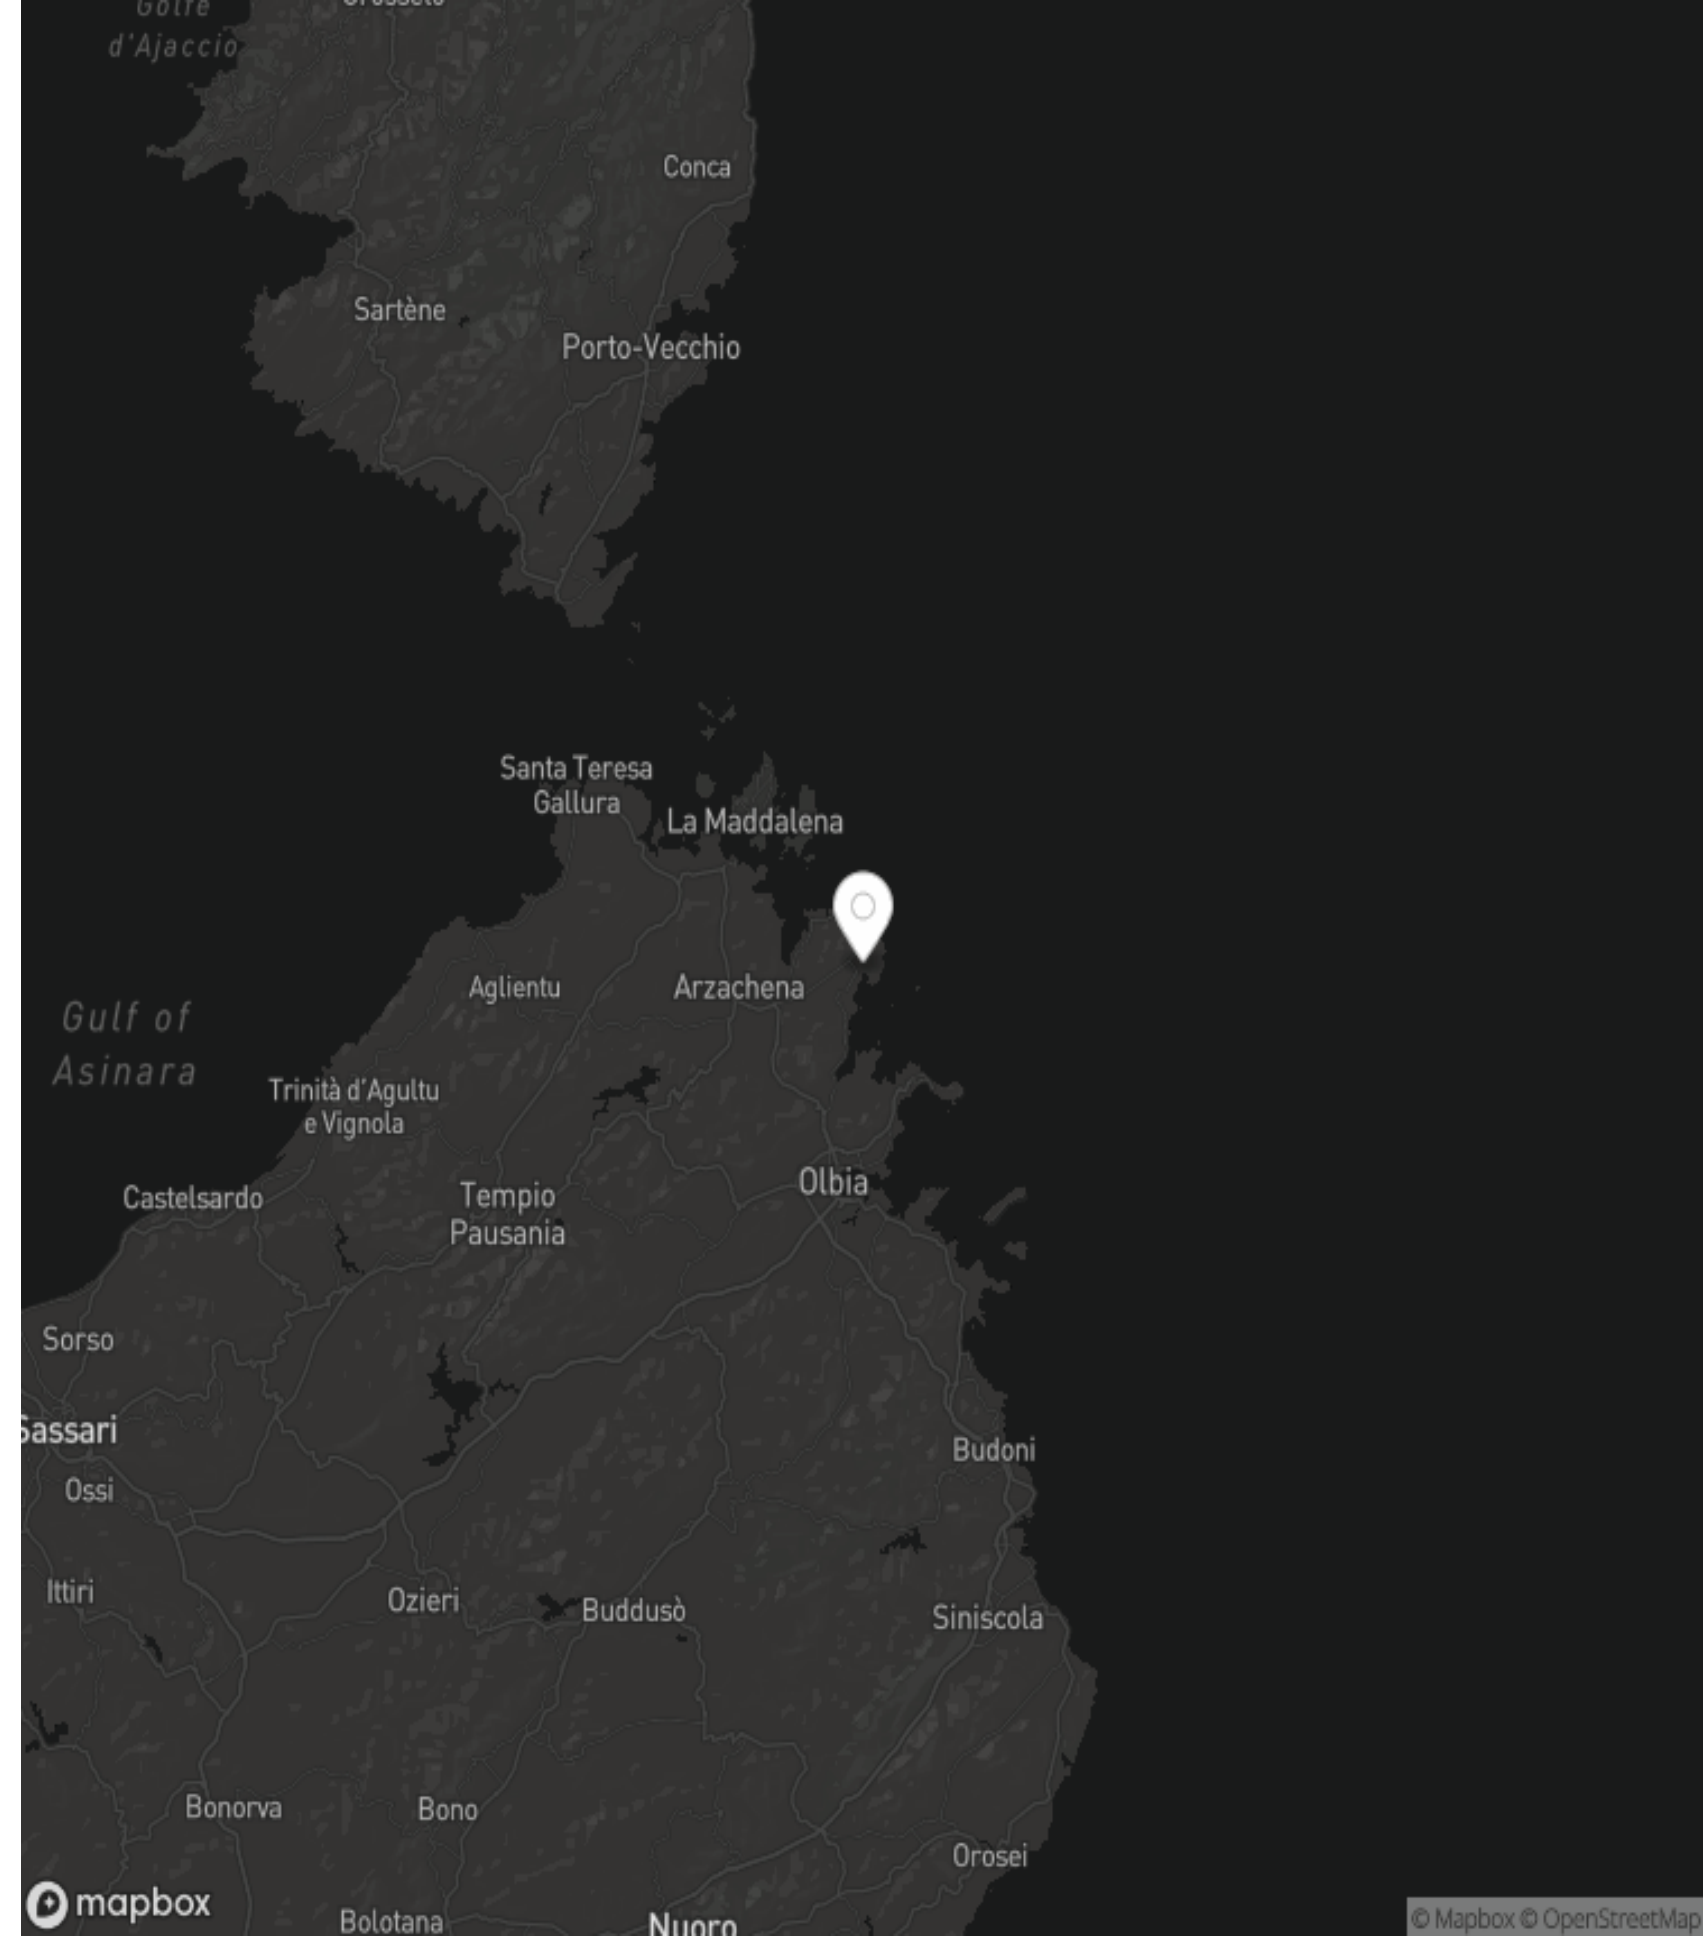 Golfe
d'Ajaccio
Conca
Sartène
Porto-Vecchio
Santa Teresa
Gallura
La Maddalena
Aglientu
Arzachena
Gulf of
Asinara
Trinità d'Agultu
e Vignola
Olbia
Castelsardo
Tempio
Pausania
Sorso
Sassari
Budoni
Ossi
Ittiri
Ozieri
Buddusò
Siniscola
Bonorva
Bono
Orosei
mapbox
Bolotana
Nuoro
© Mapbox © OpenStreetMap